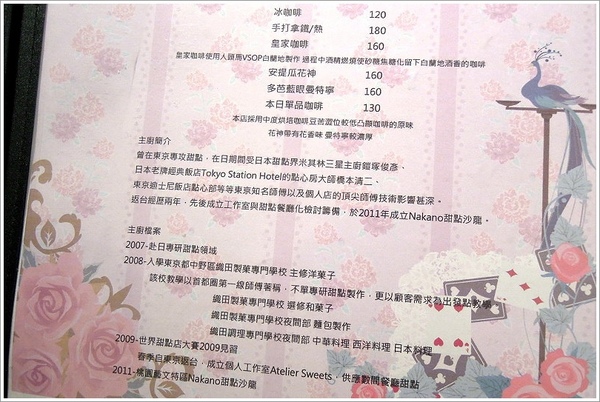 冰咖啡 120
手打拿鐵/熱 180
皇家咖啡 160
皇家咖啡使用人頭馬VSOP白蘭地製作 過程中酒精燃燒使砂糖焦糖化留下白蘭地酒香的咖啡
安提瓜花神 160
多芭藍眼曼特寧 160
本日單品咖啡 130
本店採用中度烘培咖啡豆苦澀位較低凸顯咖啡的原味
花神帶有花香味 曼特寧較濃厚
主廚簡介
曾在東京專攻甜點，在日期間受日本甜點界米其林三星主廚鎧塚俊彥、
日本老牌經典飯店Tokyo Station Hotel的點心房大師橋本清二、
東京迪士尼飯店點心部等等東京知名師傅以及個人店的頂尖師傅技術影響甚深。
返台經歷兩年，先後成立工作室與甜點餐廳化檢討籌備，於2011年成立Nakano甜點沙龍。
主廚檔案
2007-赴日專研甜點領域
2008-入學東京都中野區織田製菓專門學校 主修洋菓子
該校教學以首都圈第一線師傅著稱，不單專研甜點製作，更以顧客需求為出發點教學
織田製菓專門學校 選修和菓子
織田製菓專門學校夜間部 麵包製作
織田調理專門學校夜間部 中華料理 西洋料理 日本料理
2009-世界甜點店大賽2009見習
春季自東京返台，成立個人工作室Atelier Sweets，供應數間餐廳甜點
2011-桃園藝文特區Nakano甜點沙龍